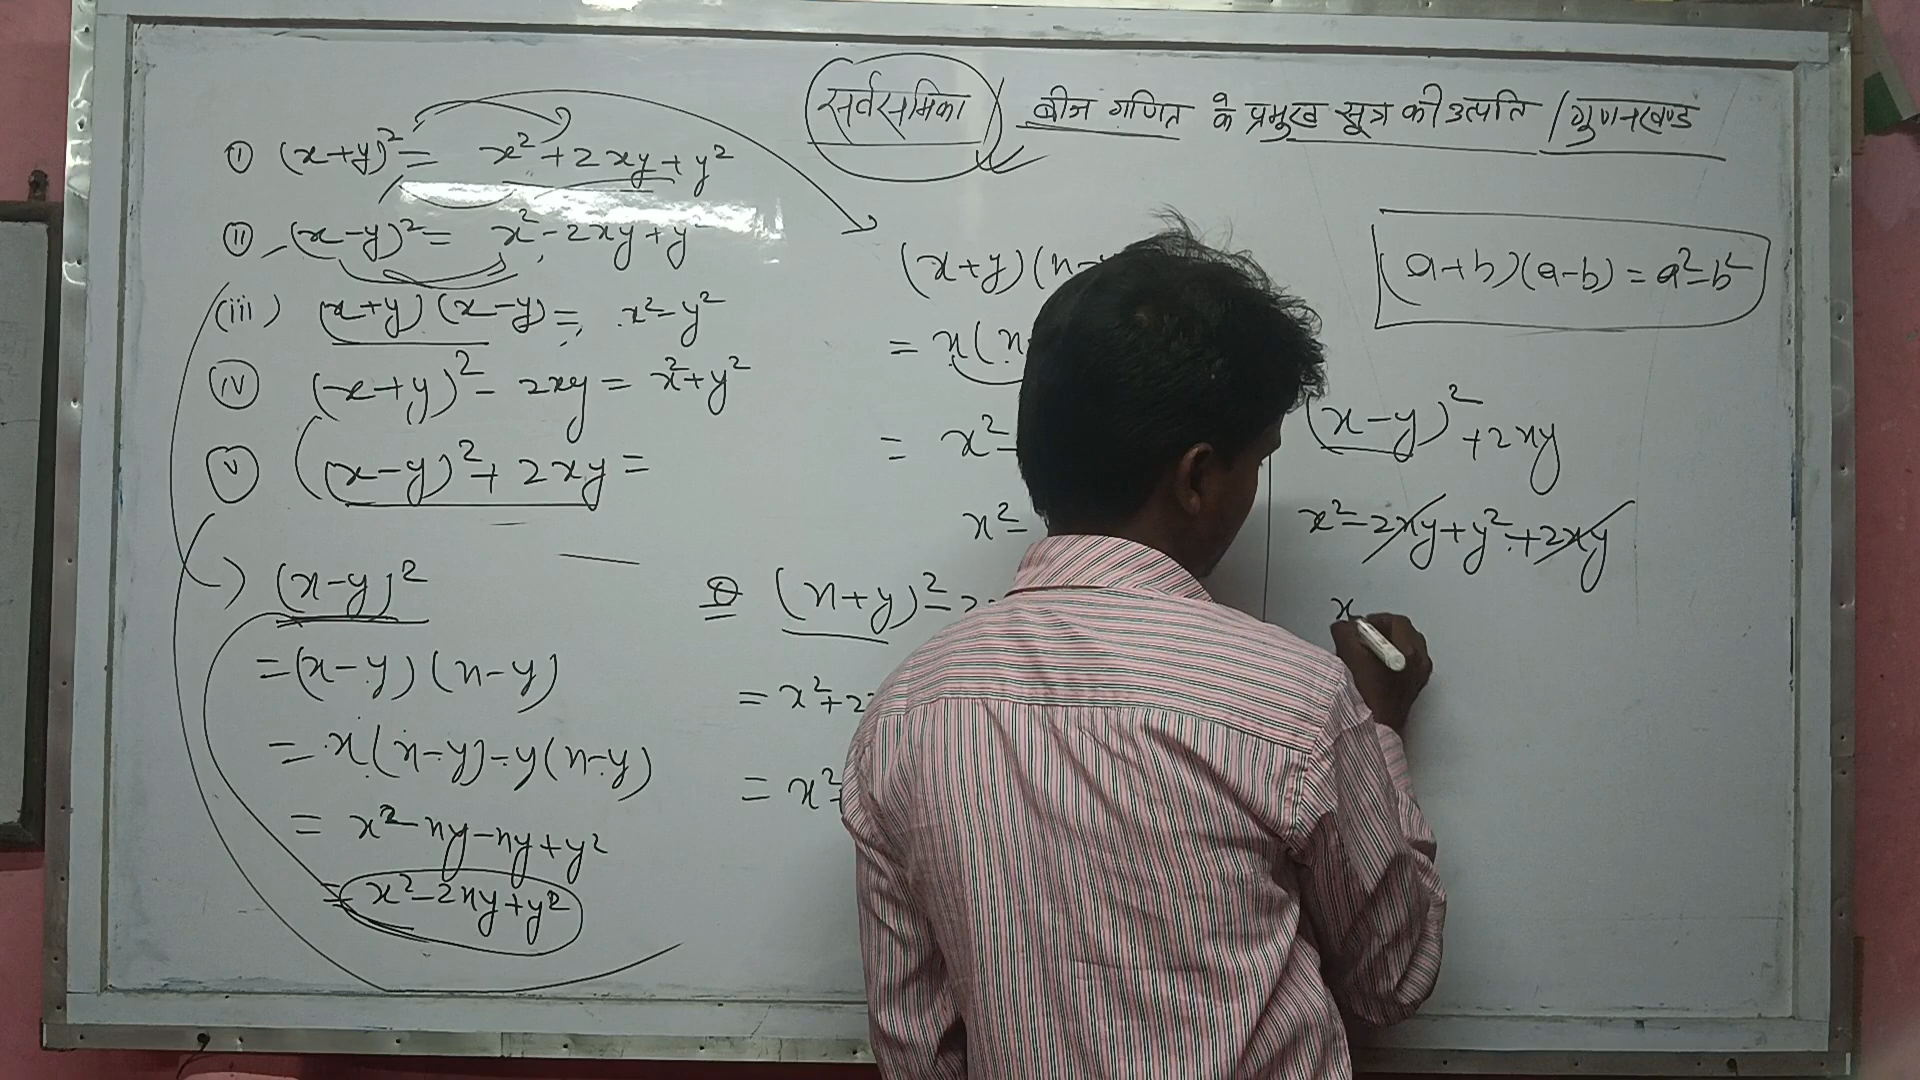 सर्वसमिका / बीज गणित के प्रमुख सूत्र की उत्पति / गुणनखण्ड
(i) (x+y)² = x²+2xy+y²
(ii) (x-y)² = x²-2xy+y²
(iii) (x+y)(x-y) = x²-y²
(iv) (x+y)²-2xy = x²+y²
(v) (x-y)²+2xy =
(x-y)²
=(x-y)(x-y)
= x(x-y)-y(x-y)
= x²-xy-xy+y²
= x²-2xy+y²
(x+y)(x-
= x(x
= x²-
x²-
(x+y)²-2
= x²+2
= x²
(a+b)(a-b) = a²-b²
(x-y)²+2xy
x²-2xy+y²+2xy
x